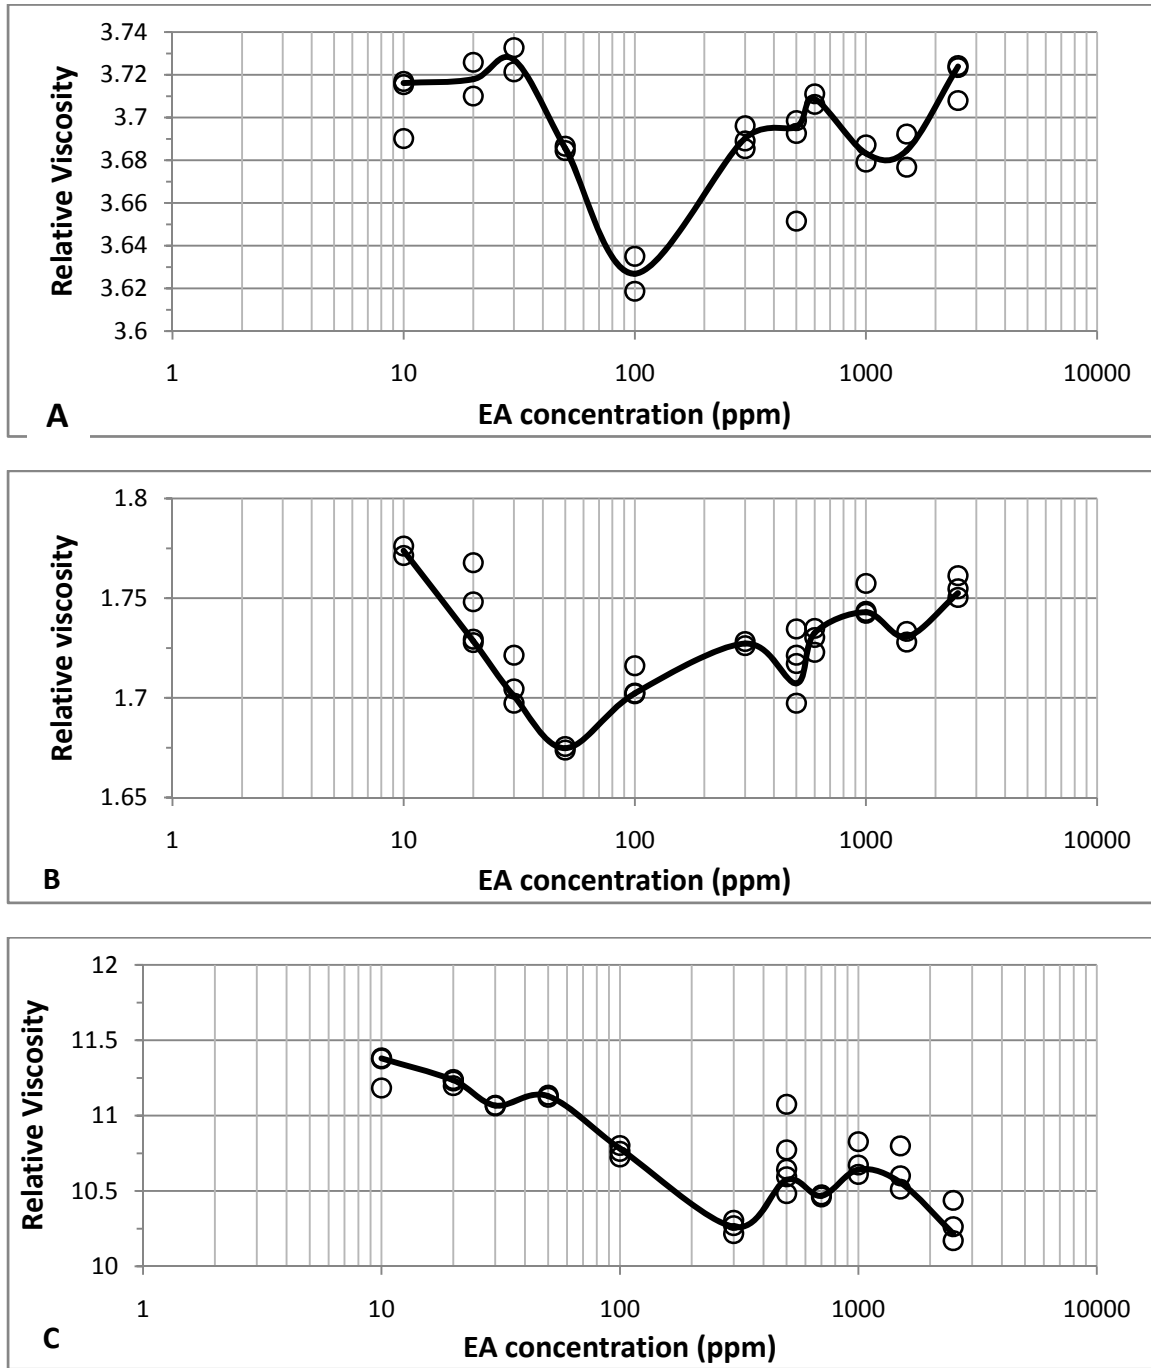 3.74
3.72
3.7
3.68
3.66
3.64
3.62
3.6
Relative Viscosity
1 10 100 1000 10000
A EA concentration (ppm)
1.8
1.75
1.7
1.65
Relative viscosity
1 10 100 1000 10000
B EA concentration (ppm)
12
11.5
11
10.5
10
Relative Viscosity
1 10 100 1000 10000
C EA concentration (ppm)